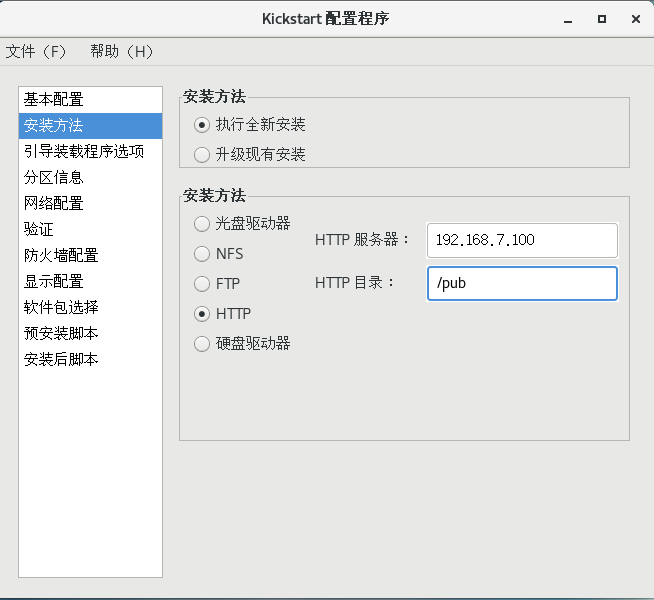 Kickstart 配置程序
文件（F） 帮助（H）
基本配置
安装方法
引导装载程序选项
分区信息
网络配置
验证
防火墙配置
显示配置
软件包选择
预安装脚本
安装后脚本
安装方法
执行全新安装
升级现有安装
安装方法
光盘驱动器
NFS
FTP
HTTP
硬盘驱动器
HTTP 服务器： 192.168.7.100
HTTP 目录： /pub